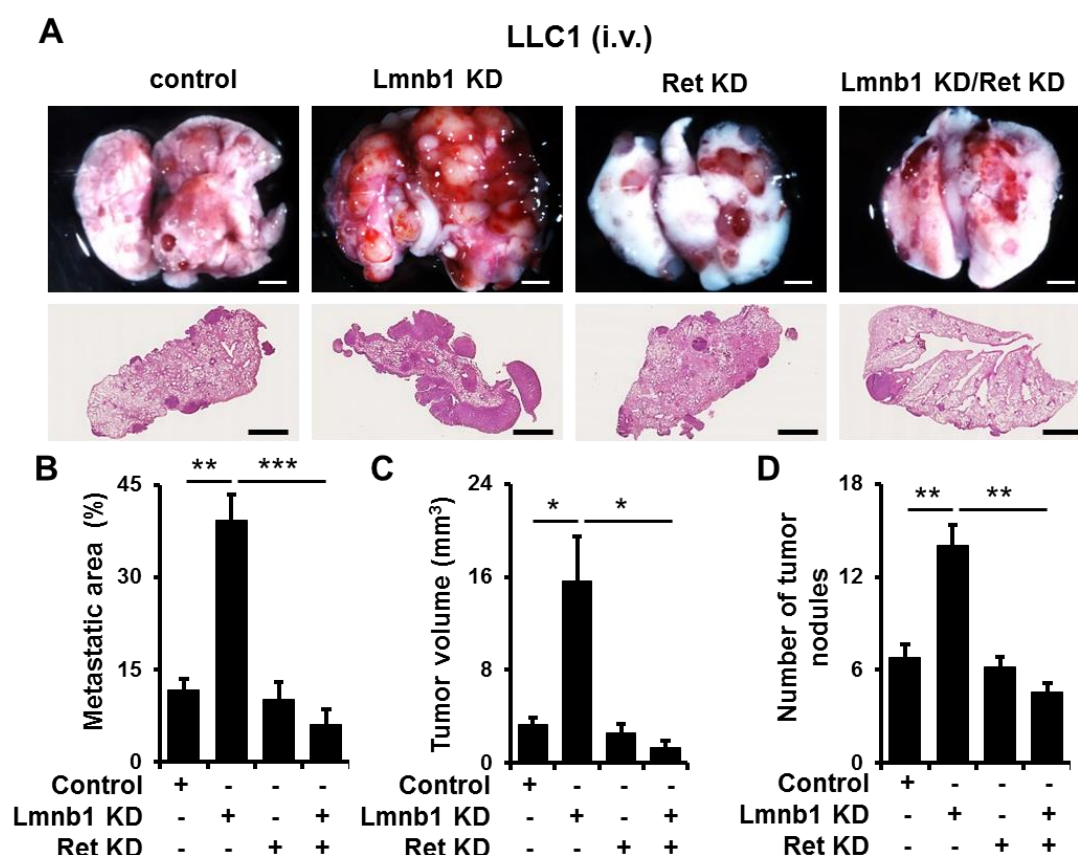 A
LLC1 (i.v.)
control
Lmnb1 KD
Ret KD
Lmnb1 KD/Ret KD
B
Metastatic area (%)
45
30
15
0
** ***
Control + - - -
Lmnb1 KD - + - +
Ret KD - - + +
C
Tumor volume (mm³)
24
16
8
0
* *
Control + - - -
Lmnb1 KD - + - +
Ret KD - - + +
D
Number of tumor
nodules
18
12
6
0
** **
Control + - - -
Lmnb1 KD - + - +
Ret KD - - + +